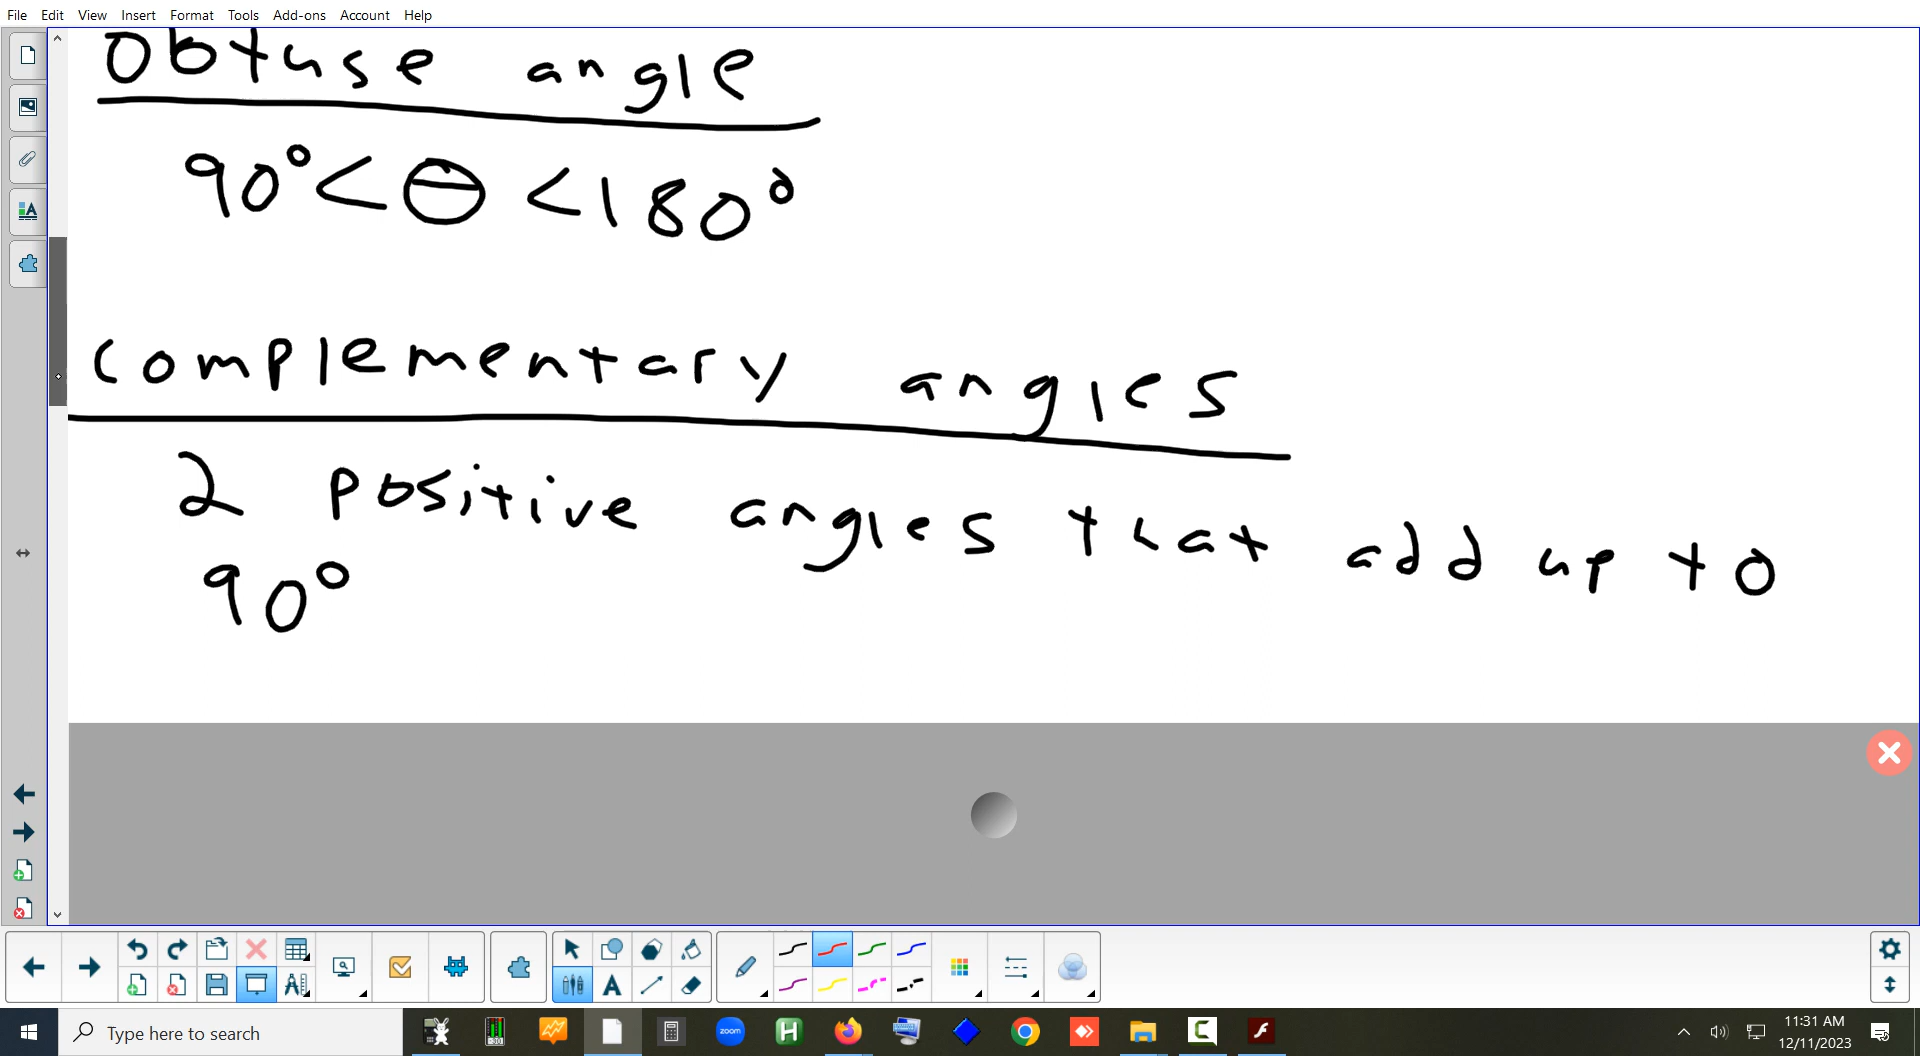 File Edit View Insert Format Tools Add-ons Account Help
Obtuse angle
90° < θ < 180°
Complementary angles
2 positive angles that add up to
90°
Type here to search
zoom
11:31 AM
12/11/2023